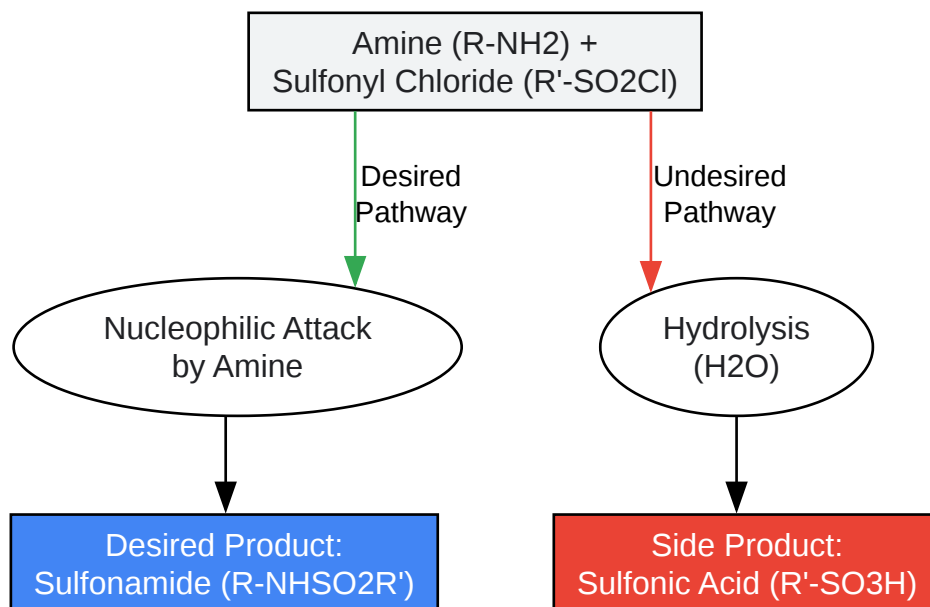 Amine (R-NH2) +
Sulfonyl Chloride (R'-SO2Cl)
Desired
Pathway
Undesired
Pathway
Nucleophilic Attack
by Amine
Hydrolysis
(H2O)
Desired Product:
Sulfonamide (R-NHSO2R')
Side Product:
Sulfonic Acid (R'-SO3H)